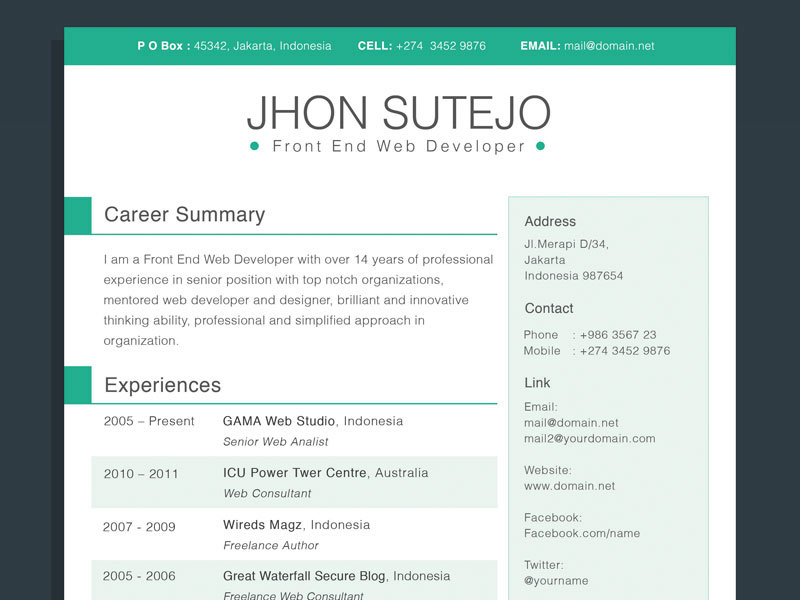 P O Box : 45342, Jakarta, Indonesia CELL: +274 3452 9876 EMAIL: mail@domain.net
JHON SUTEJO
Front End Web Developer
Career Summary
I am a Front End Web Developer with over 14 years of professional
experience in senior position with top notch organizations,
mentored web developer and designer, brilliant and innovative
thinking ability, professional and simplified approach in
organization.
Experiences
2005 – Present GAMA Web Studio, Indonesia
Senior Web Analist
2010 – 2011 ICU Power Twer Centre, Australia
Web Consultant
2007 - 2009 Wireds Magz, Indonesia
Freelance Author
2005 - 2006 Great Waterfall Secure Blog, Indonesia
Freelance Web Consultant
Address
Jl.Merapi D/34,
Jakarta
Indonesia 987654
Contact
Phone : +986 3567 23
Mobile : +274 3452 9876
Link
Email:
mail@domain.net
mail2@yourdomain.com
Website:
www.domain.net
Facebook:
Facebook.com/name
Twitter:
@yourname